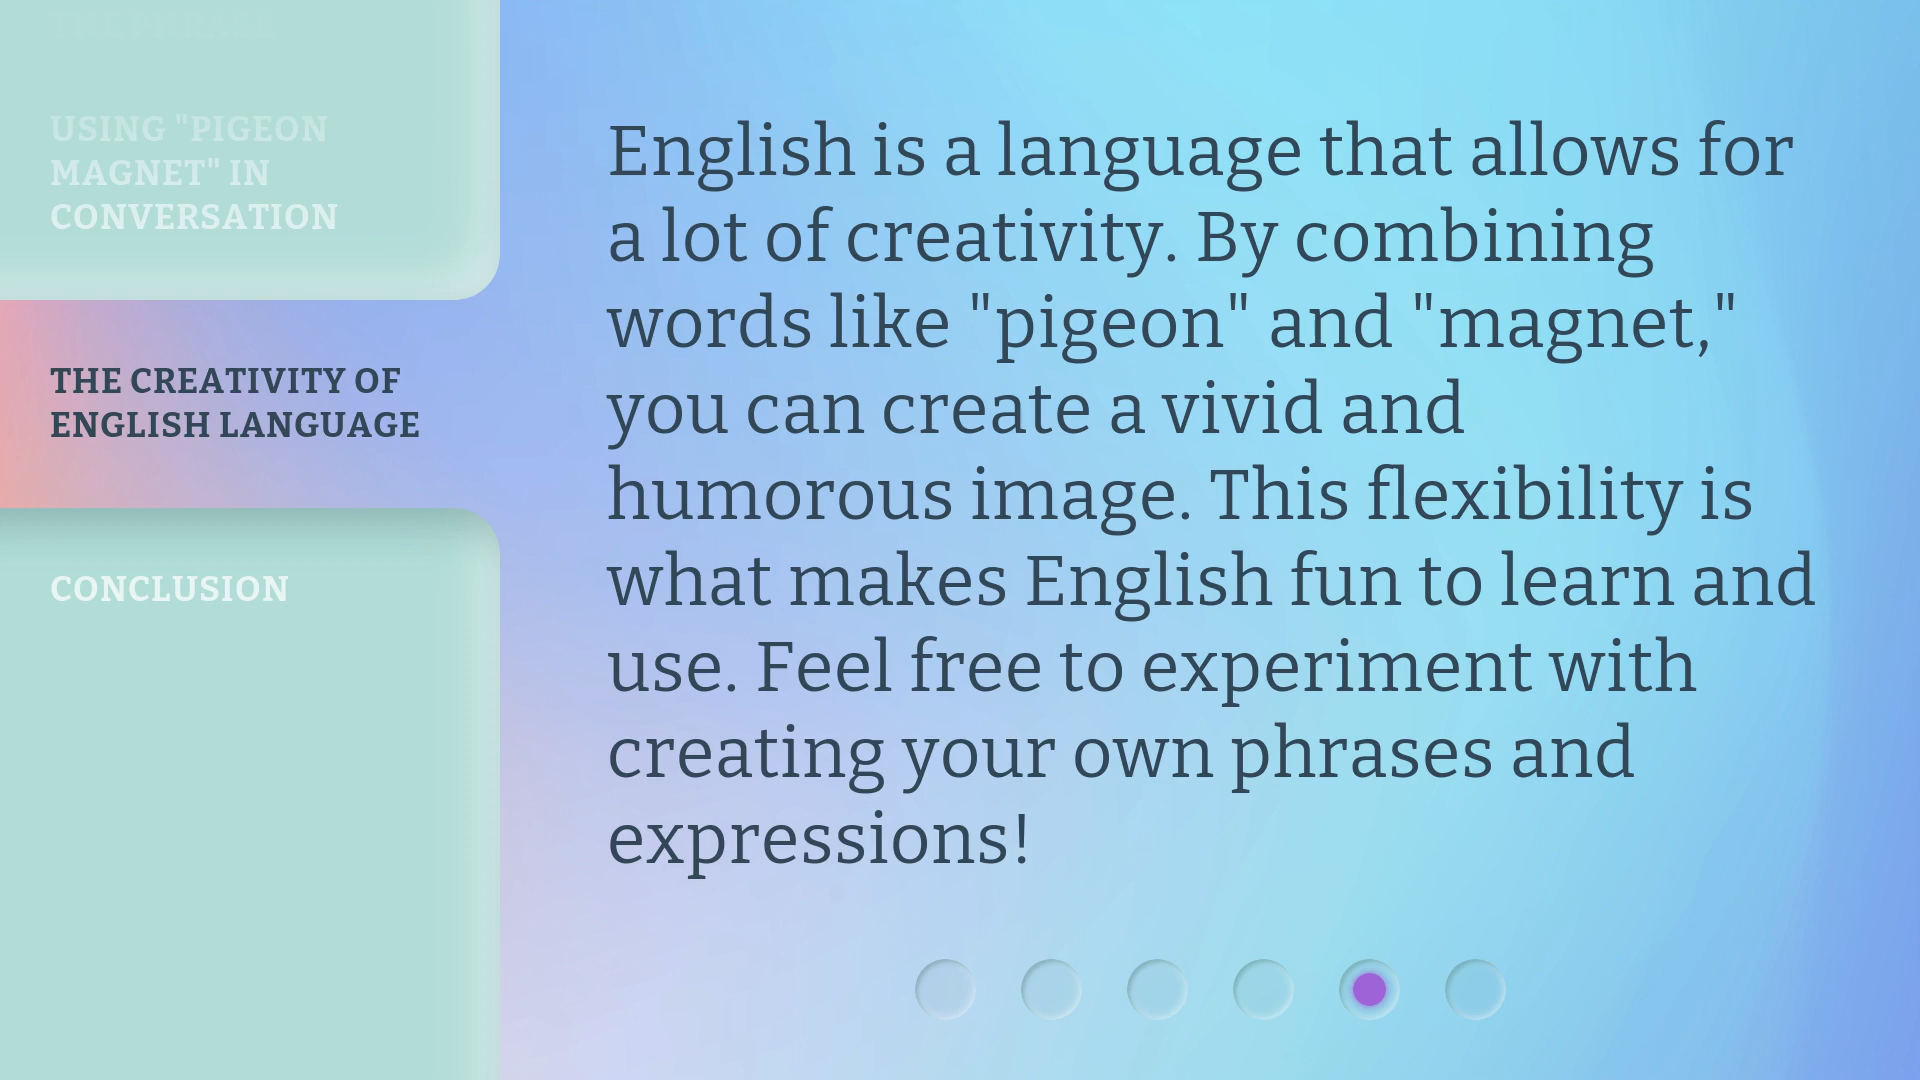 THE PHRASE
USING "PIGEON
MAGNET" IN
CONVERSATION
THE CREATIVITY OF
ENGLISH LANGUAGE
CONCLUSION
English is a language that allows for
a lot of creativity. By combining
words like "pigeon" and "magnet,"
you can create a vivid and
humorous image. This flexibility is
what makes English fun to learn and
use. Feel free to experiment with
creating your own phrases and
expressions!